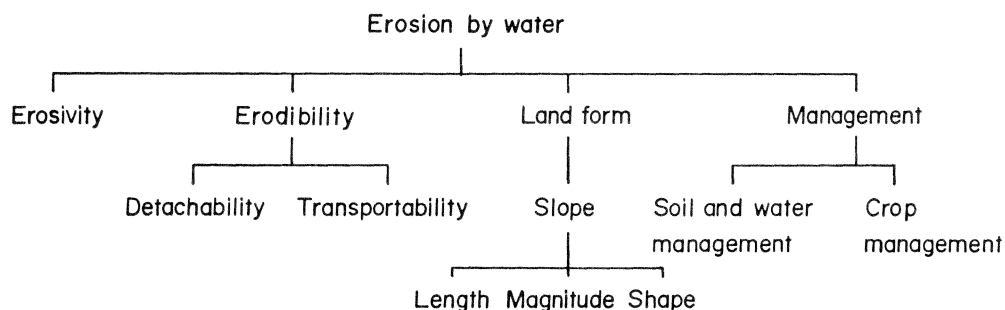 Erosion by water
Erosivity Erodibility Land form Management
Detachability Transportability Slope Soil and water management Crop management
Length Magnitude Shape